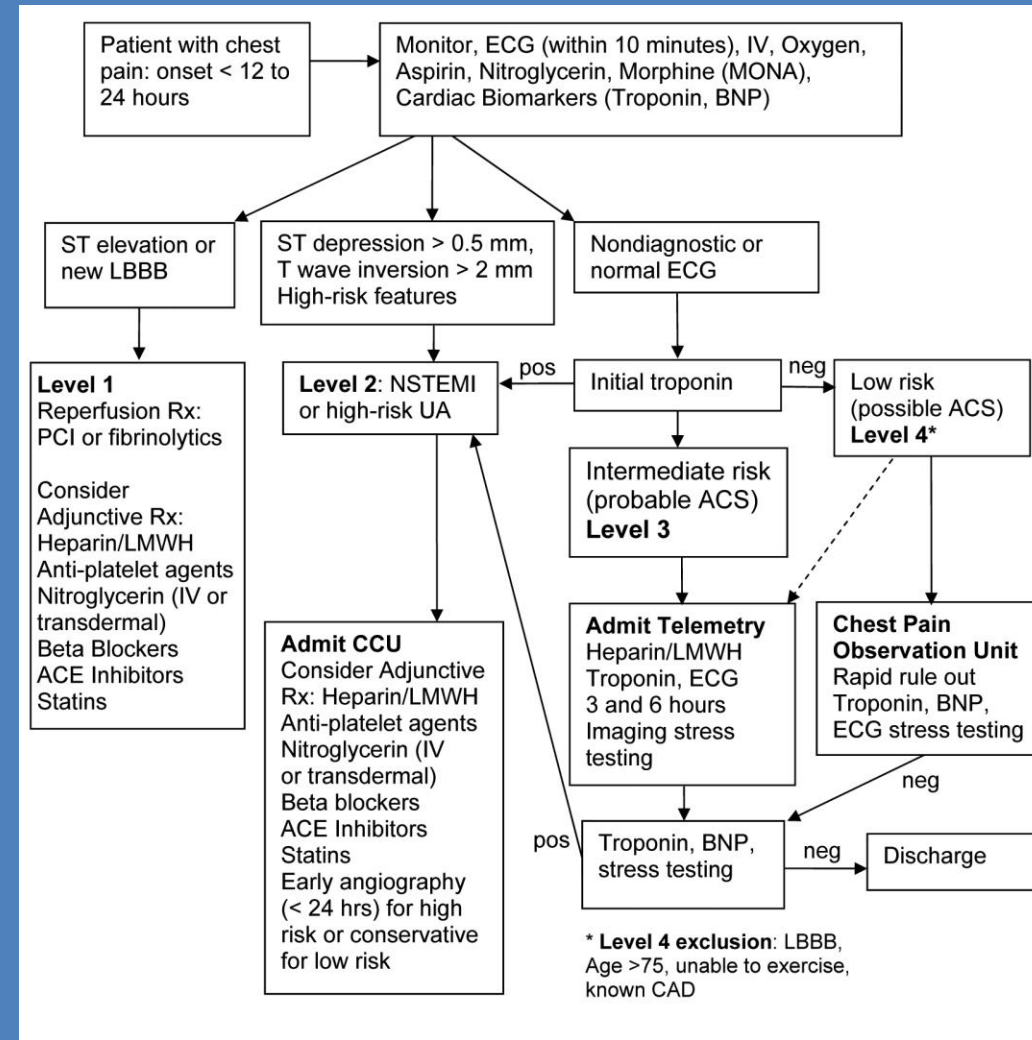 Patient with chest
pain: onset < 12 to
24 hours
Monitor, ECG (within 10 minutes), IV, Oxygen,
Aspirin, Nitroglycerin, Morphine (MONA),
Cardiac Biomarkers (Troponin, BNP)
ST elevation or
new LBBB
ST depression > 0.5 mm,
T wave inversion > 2 mm
High-risk features
Nondiagnostic or
normal ECG
Level 1
Reperfusion Rx:
PCI or fibrinolytics
Consider
Adjunctive Rx:
Heparin/LMWH
Anti-platelet agents
Nitroglycerin (IV or
transdermal)
Beta Blockers
ACE Inhibitors
Statins
Level 2: NSTEMI
or high-risk UA
pos
Initial troponin
neg
Low risk
(possible ACS)
Level 4*
Intermediate risk
(probable ACS)
Level 3
Admit CCU
Consider Adjunctive
Rx: Heparin/LMWH
Anti-platelet agents
Nitroglycerin (IV
or transdermal)
Beta blockers
ACE Inhibitors
Statins
Early angiography
(< 24 hrs) for high
risk or conservative
for low risk
Admit Telemetry
Heparin/LMWH
Troponin, ECG
3 and 6 hours
Imaging stress
testing
Chest Pain
Observation Unit
Rapid rule out
Troponin, BNP,
ECG stress testing
neg
pos
Troponin, BNP,
stress testing
neg
Discharge
* Level 4 exclusion: LBBB,
Age >75, unable to exercise,
known CAD